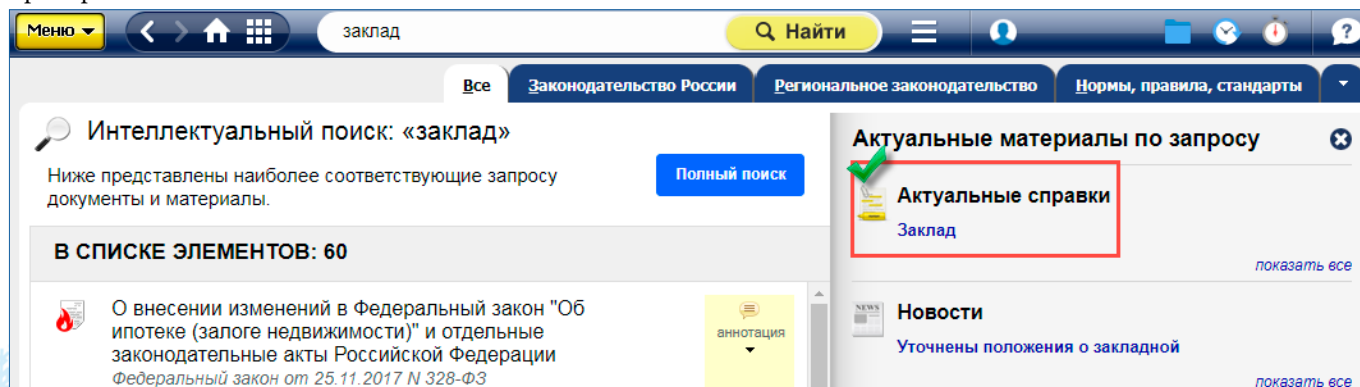 Меню
заклад
Найти
Все
Законодательство России
Региональное законодательство
Нормы, правила, стандарты
Интеллектуальный поиск: «заклад»
Ниже представлены наиболее соответствующие запросу
документы и материалы.
Полный поиск
В СПИСКЕ ЭЛЕМЕНТОВ: 60
О внесении изменений в Федеральный закон "Об
ипотеке (залоге недвижимости)" и отдельные
законодательные акты Российской Федерации
Федеральный закон от 25.11.2017 N 328-ФЗ
аннотация
Актуальные материалы по запросу
Актуальные справки
Заклад
показать все
NEWS
Новости
Уточнены положения о закладной
показать все